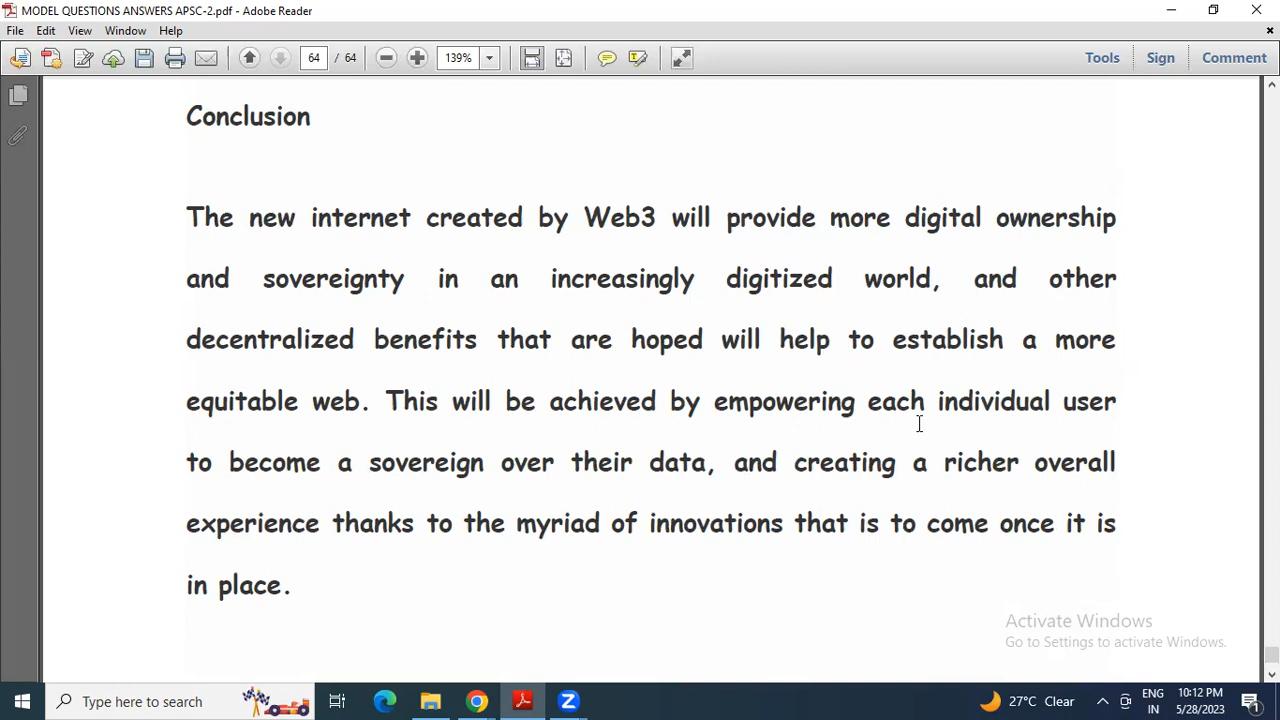 MODEL QUESTIONS ANSWERS APSC-2.pdf - Adobe Reader
File Edit View Window Help
64 / 64 139% Tools Sign Comment
Conclusion
The new internet created by Web3 will provide more digital ownership
and sovereignty in an increasingly digitized world, and other
decentralized benefits that are hoped will help to establish a more
equitable web. This will be achieved by empowering each individual user
to become a sovereign over their data, and creating a richer overall
experience thanks to the myriad of innovations that is to come once it is
in place.
Activate Windows
Go to Settings to activate Windows.
Type here to search
27°C Clear
ENG
IN
10:12 PM
5/28/2023
1